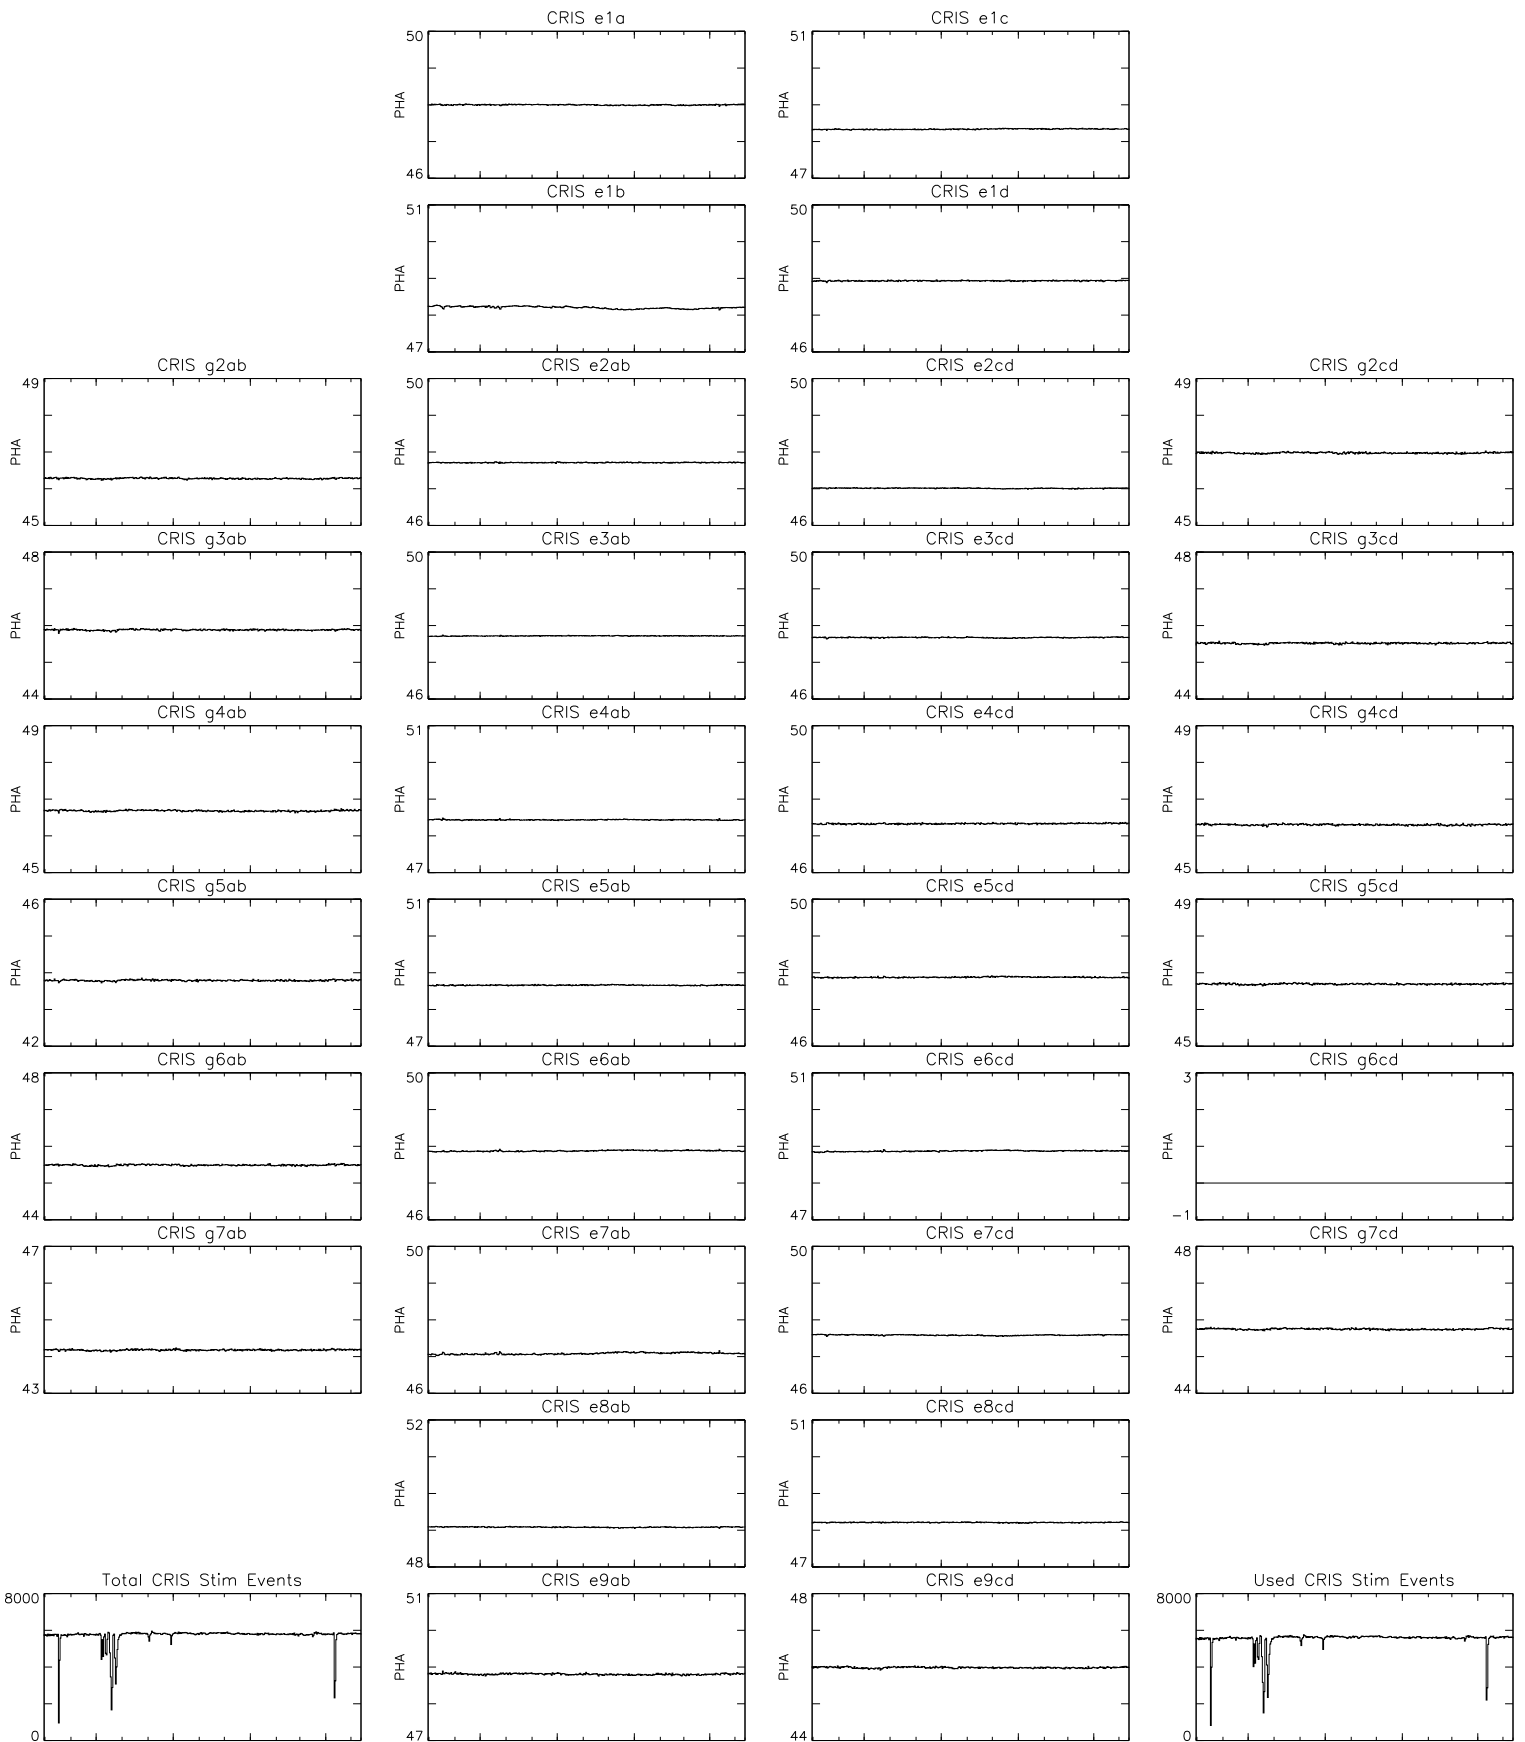 CRIS e1a
CRIS e1c
50
PHA
46
51
PHA
47
CRIS e1b
CRIS e1d
51
PHA
47
50
PHA
46
CRIS g2ab
CRIS e2ab
CRIS e2cd
CRIS g2cd
49
PHA
45
50
PHA
46
50
PHA
46
49
PHA
45
CRIS g3ab
CRIS e3ab
CRIS e3cd
CRIS g3cd
48
PHA
44
50
PHA
46
50
PHA
46
48
PHA
44
CRIS g4ab
CRIS e4ab
CRIS e4cd
CRIS g4cd
49
PHA
45
51
PHA
47
50
PHA
46
49
PHA
45
CRIS g5ab
CRIS e5ab
CRIS e5cd
CRIS g5cd
46
PHA
42
51
PHA
47
50
PHA
46
49
PHA
45
CRIS g6ab
CRIS e6ab
CRIS e6cd
CRIS g6cd
48
PHA
44
50
PHA
46
51
PHA
47
3
PHA
-1
CRIS g7ab
CRIS e7ab
CRIS e7cd
CRIS g7cd
47
PHA
43
50
PHA
46
50
PHA
46
48
PHA
44
CRIS e8ab
CRIS e8cd
52
PHA
48
51
PHA
47
Total CRIS Stim Events
CRIS e9ab
CRIS e9cd
Used CRIS Stim Events
8000
0
51
PHA
47
48
PHA
44
8000
0